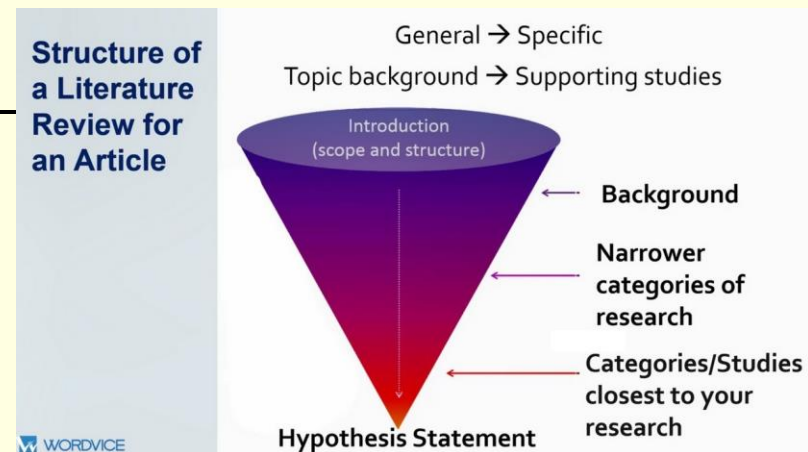 Structure of
a Literature
Review for
an Article
General → Specific
Topic background → Supporting studies
Introduction
(scope and structure)
Background
Narrower
categories of
research
Categories/Studies
closest to your
research
Hypothesis Statement
WORDVICE